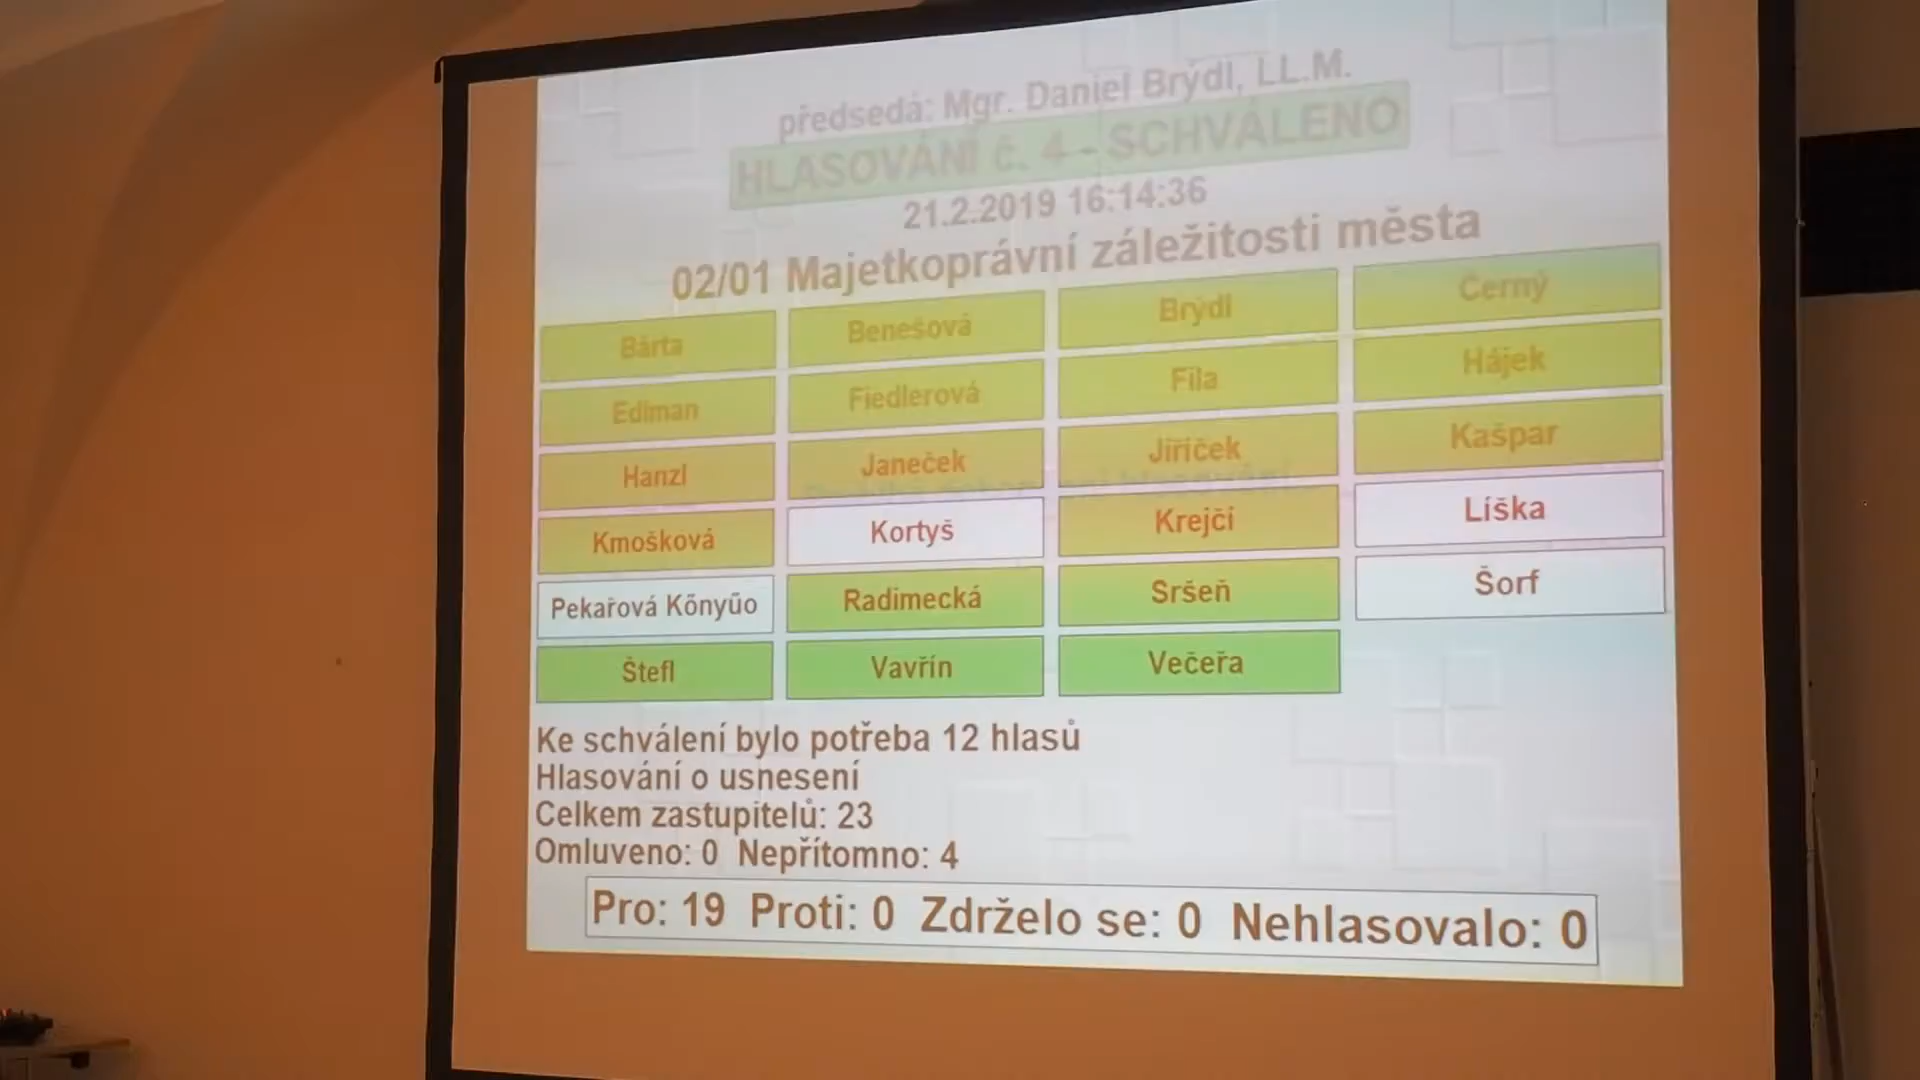 předsedá: Mgr. Daniel Brýdl, LL.M.
HLASOVÁNÍ č. 4 - SCHVÁLENO
21.2.2019 16:14:36
02/01 Majetkoprávní záležitosti města
Bárta Benešová Brýdl Černý
Edlman Fiedlerová Fila Hájek
Hanzl Janeček Jiříček Kašpar
Kmošková Kortyš Krejčí Líška
Pekařová Kőnyűo Radimecká Sršeň Šorf
Štefl Vavřín Večeřa
Ke schválení bylo potřeba 12 hlasů
Hlasování o usnesení
Celkem zastupitelů: 23
Omluveno: 0 Nepřítomno: 4
Pro: 19 Proti: 0 Zdrželo se: 0 Nehlasovalo: 0